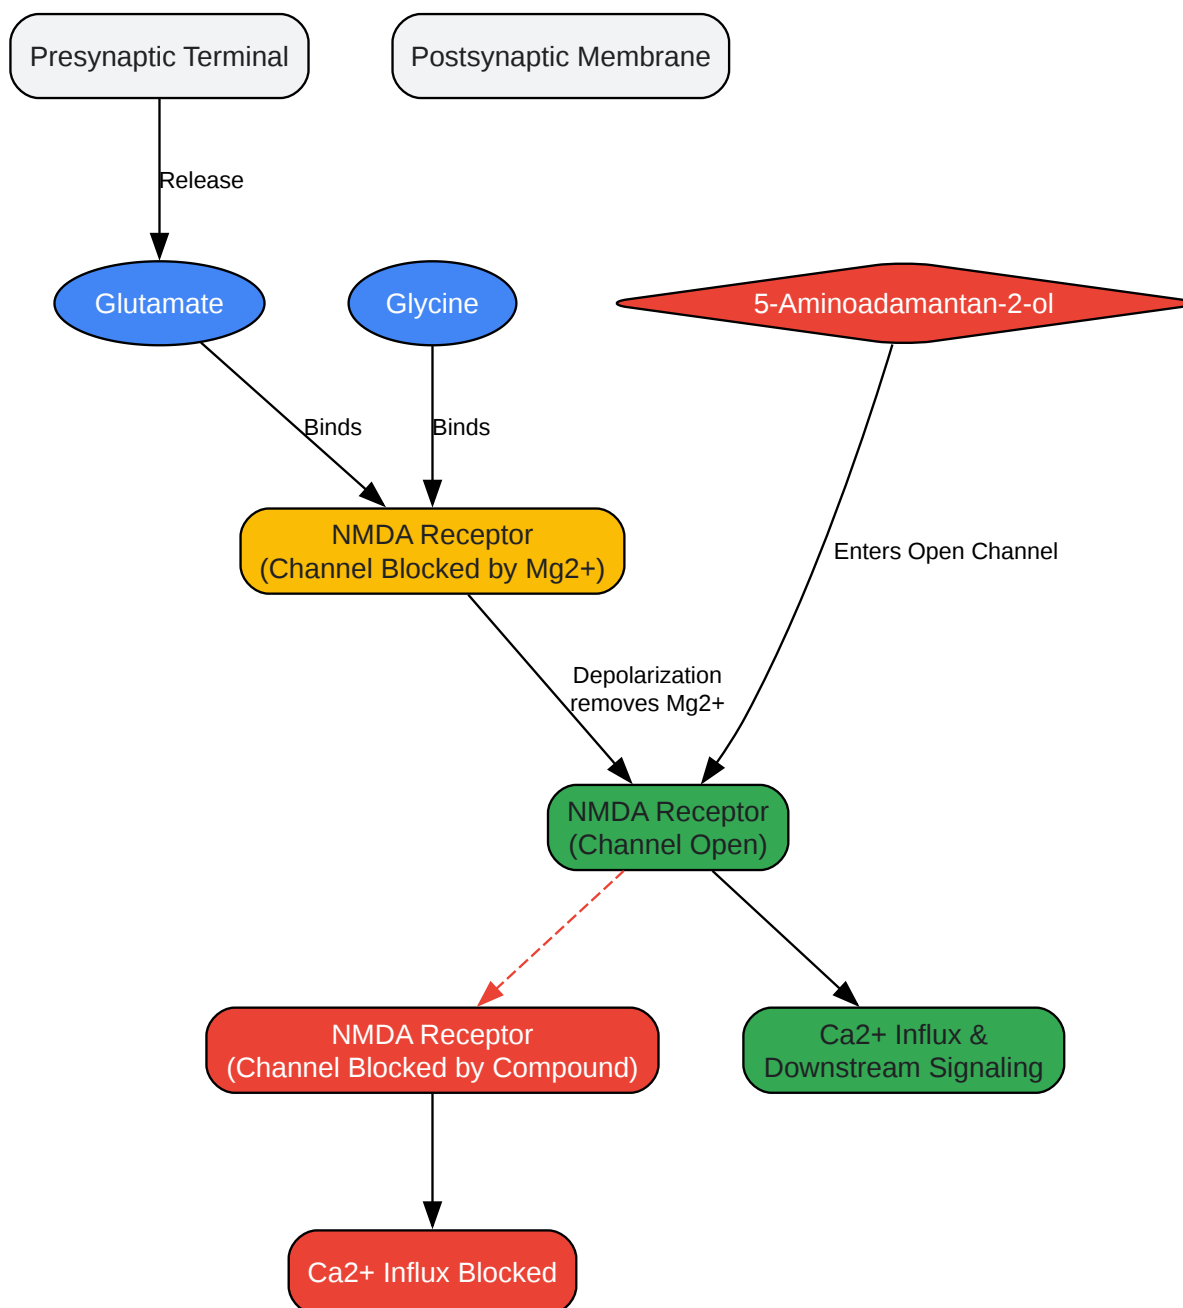 Presynaptic Terminal
Postsynaptic Membrane
Release
Glutamate
Glycine
5-Aminoadamantan-2-ol
Binds
Binds
NMDA Receptor
(Channel Blocked by Mg2+)
Enters Open Channel
Depolarization
removes Mg2+
NMDA Receptor
(Channel Open)
NMDA Receptor
(Channel Blocked by Compound)
Ca2+ Influx &
Downstream Signaling
Ca2+ Influx Blocked